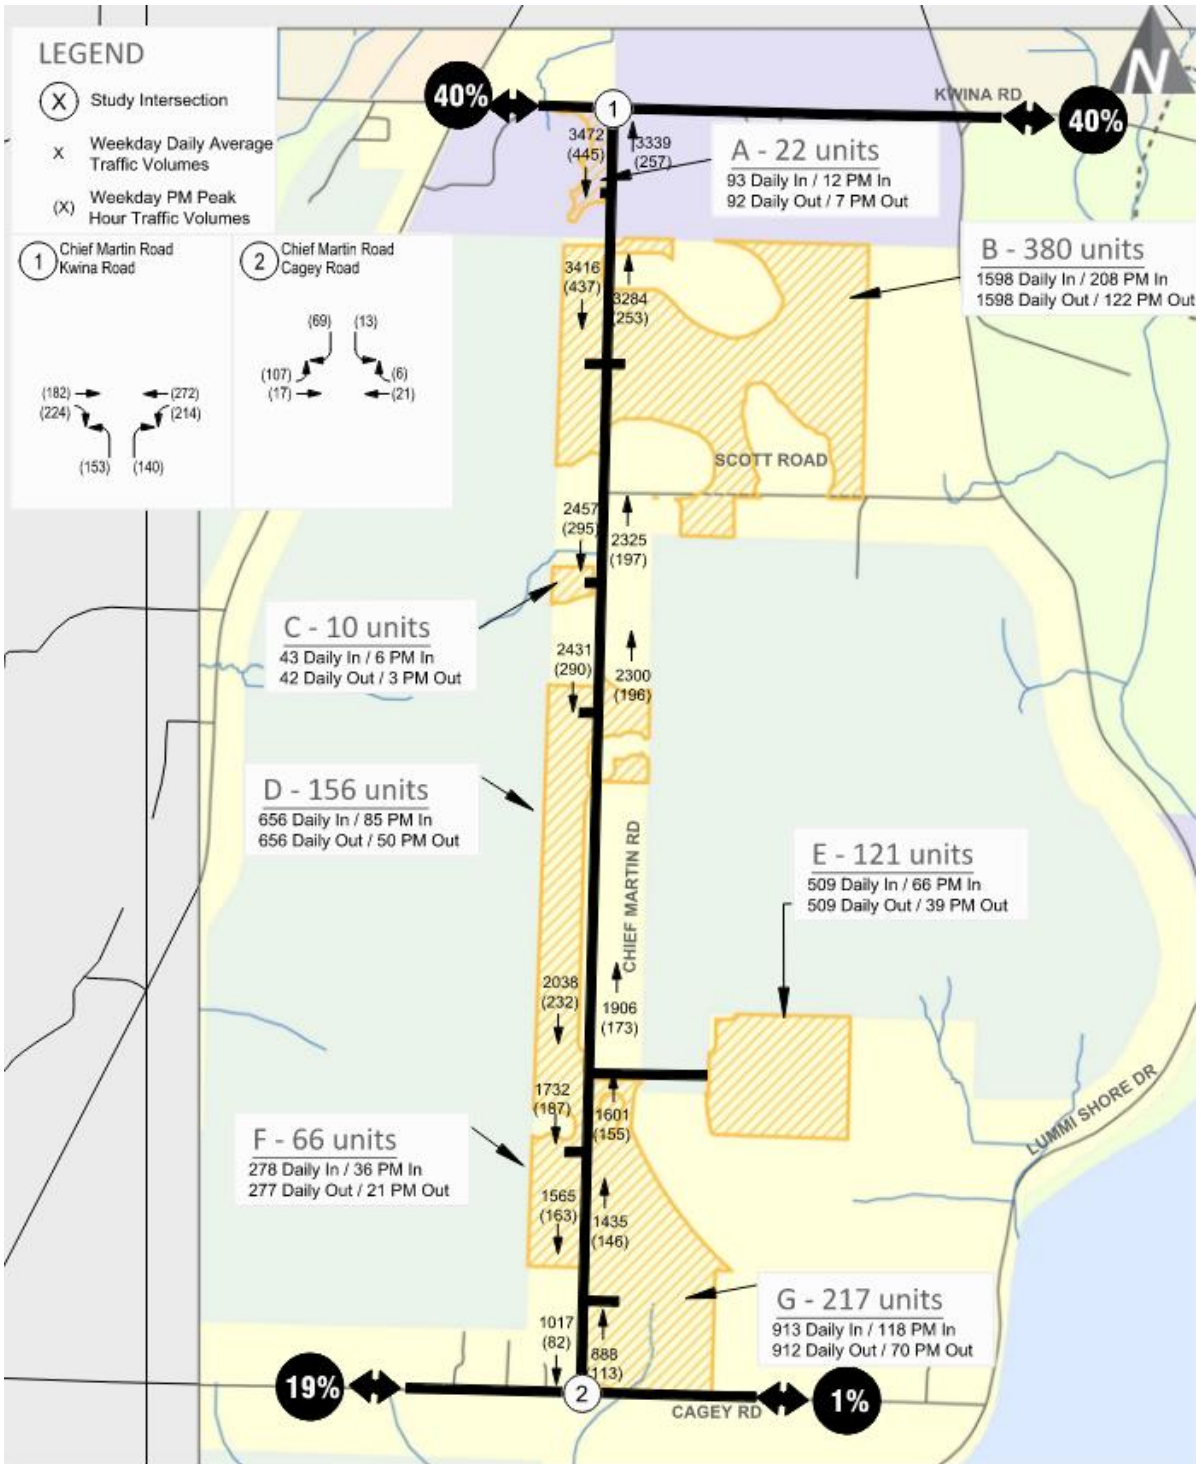 LEGEND
X Study Intersection
X Weekday Daily Average
Traffic Volumes
(X) Weekday PM Peak
Hour Traffic Volumes
1 Chief Martin Road
Kwina Road
(182) (272)
(224) (214)
(153) (140)
2 Chief Martin Road
Cagey Road
(69) (13)
(107) (6)
(17) (21)
N
40%
1
KWINA RD
40%
3472
(445)
3339
(257)
A - 22 units
93 Daily In / 12 PM In
92 Daily Out / 7 PM Out
3416
(437)
3284
(253)
B - 380 units
1598 Daily In / 208 PM In
1598 Daily Out / 122 PM Out
SCOTT ROAD
2457
(295)
2325
(197)
C - 10 units
43 Daily In / 6 PM In
42 Daily Out / 3 PM Out
2431
(290)
2300
(196)
D - 156 units
656 Daily In / 85 PM In
656 Daily Out / 50 PM Out
CHIEF MARTIN RD
E - 121 units
509 Daily In / 66 PM In
509 Daily Out / 39 PM Out
2038
(232)
1906
(173)
1732
(187)
1601
(155)
LUMMI SHORE DR
F - 66 units
278 Daily In / 36 PM In
277 Daily Out / 21 PM Out
1565
(163)
1435
(146)
G - 217 units
913 Daily In / 118 PM In
912 Daily Out / 70 PM Out
1017
(82)
888
(113)
19%
2
CAGEY RD
1%